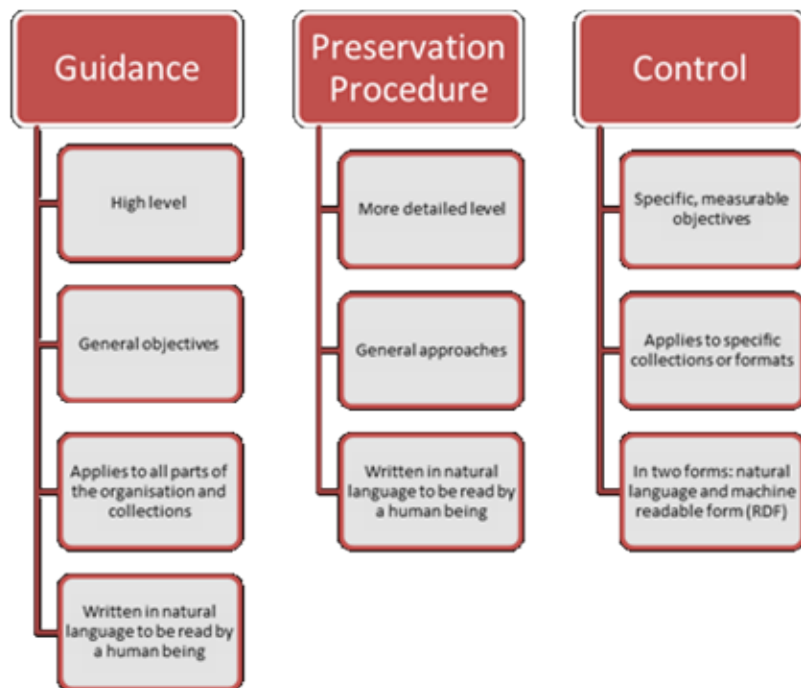 Guidance
High level
General objectives
Applies to all parts of
the organisation and
collections
Written in natural
language to be read by
a human being
Preservation
Procedure
More detailed level
General approaches
Written in natural
language to be read by
a human being
Control
Specific, measurable
objectives
Applies to specific
collections or formats
In two forms: natural
language and machine
readable form (RDF)